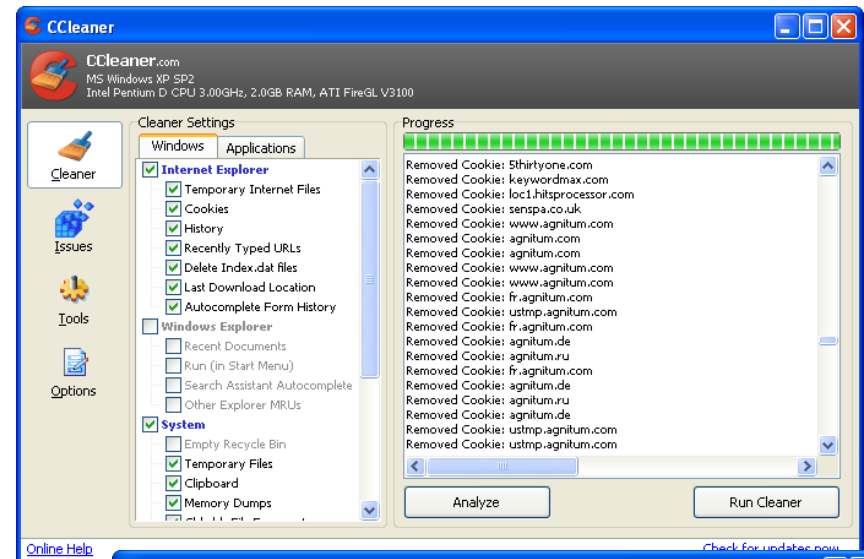 CCleaner
CCleaner.com
MS Windows XP SP2
Intel Pentium D CPU 3.00GHz, 2.0GB RAM, ATI FireGL V3100
Cleaner
Issues
Tools
Options
Cleaner Settings
Windows
Applications
Internet Explorer
Temporary Internet Files
Cookies
History
Recently Typed URLs
Delete Index.dat files
Last Download Location
Autocomplete Form History
Windows Explorer
Recent Documents
Run (in Start Menu)
Search Assistant Autocomplete
Other Explorer MRUs
System
Empty Recycle Bin
Temporary Files
Clipboard
Memory Dumps
Progress
Removed Cookie: 5thirtyone.com
Removed Cookie: keywordmax.com
Removed Cookie: loc1.hitsprocessor.com
Removed Cookie: senspa.co.uk
Removed Cookie: www.agnitum.com
Removed Cookie: agnitum.com
Removed Cookie: agnitum.com
Removed Cookie: www.agnitum.com
Removed Cookie: www.agnitum.com
Removed Cookie: fr.agnitum.com
Removed Cookie: ustmp.agnitum.com
Removed Cookie: fr.agnitum.com
Removed Cookie: agnitum.de
Removed Cookie: agnitum.ru
Removed Cookie: fr.agnitum.com
Removed Cookie: agnitum.de
Removed Cookie: agnitum.ru
Removed Cookie: agnitum.de
Removed Cookie: ustmp.agnitum.com
Removed Cookie: ustmp.agnitum.com
Analyze
Run Cleaner
Online Help
Check for updates now